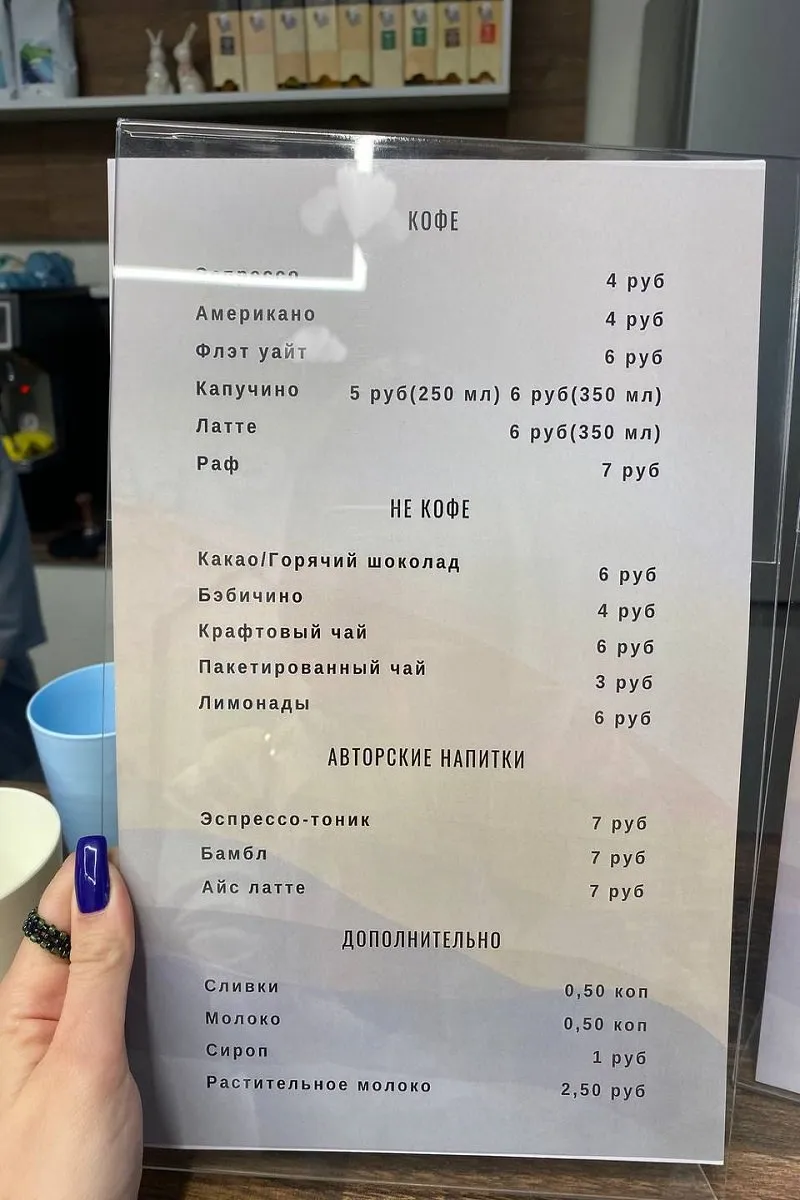 КОФЕ
Эспрессо 4 руб
Американо 4 руб
Флэт уайт 6 руб
Капучино 5 руб(250 мл) 6 руб(350 мл)
Латте 6 руб(350 мл)
Раф 7 руб
НЕ КОФЕ
Какао/Горячий шоколад 6 руб
Бэбичино 4 руб
Крафтовый чай 6 руб
Пакетированный чай 3 руб
Лимонады 6 руб
АВТОРСКИЕ НАПИТКИ
Эспрессо-тоник 7 руб
Бамбл 7 руб
Айс латте 7 руб
ДОПОЛНИТЕЛЬНО
Сливки 0,50 коп
Молоко 0,50 коп
Сироп 1 руб
Растительное молоко 2,50 руб